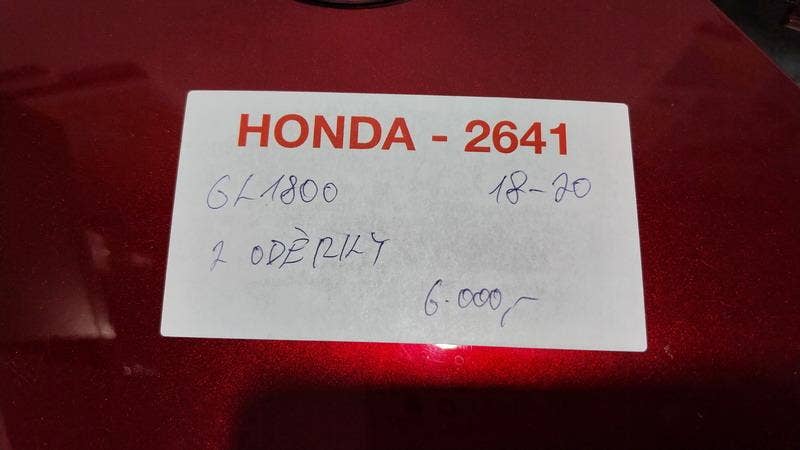 HONDA - 2641
GL1800 18-20
2 ODĚRKY
6.000,-